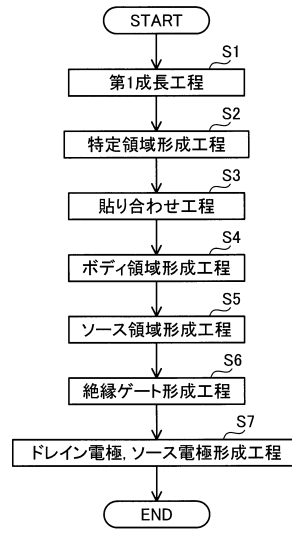 START
S1
第1成長工程
S2
特定領域形成工程
S3
貼り合わせ工程
S4
ボディ領域形成工程
S5
ソース領域形成工程
S6
絶縁ゲート形成工程
S7
ドレイン電極, ソース電極形成工程
END